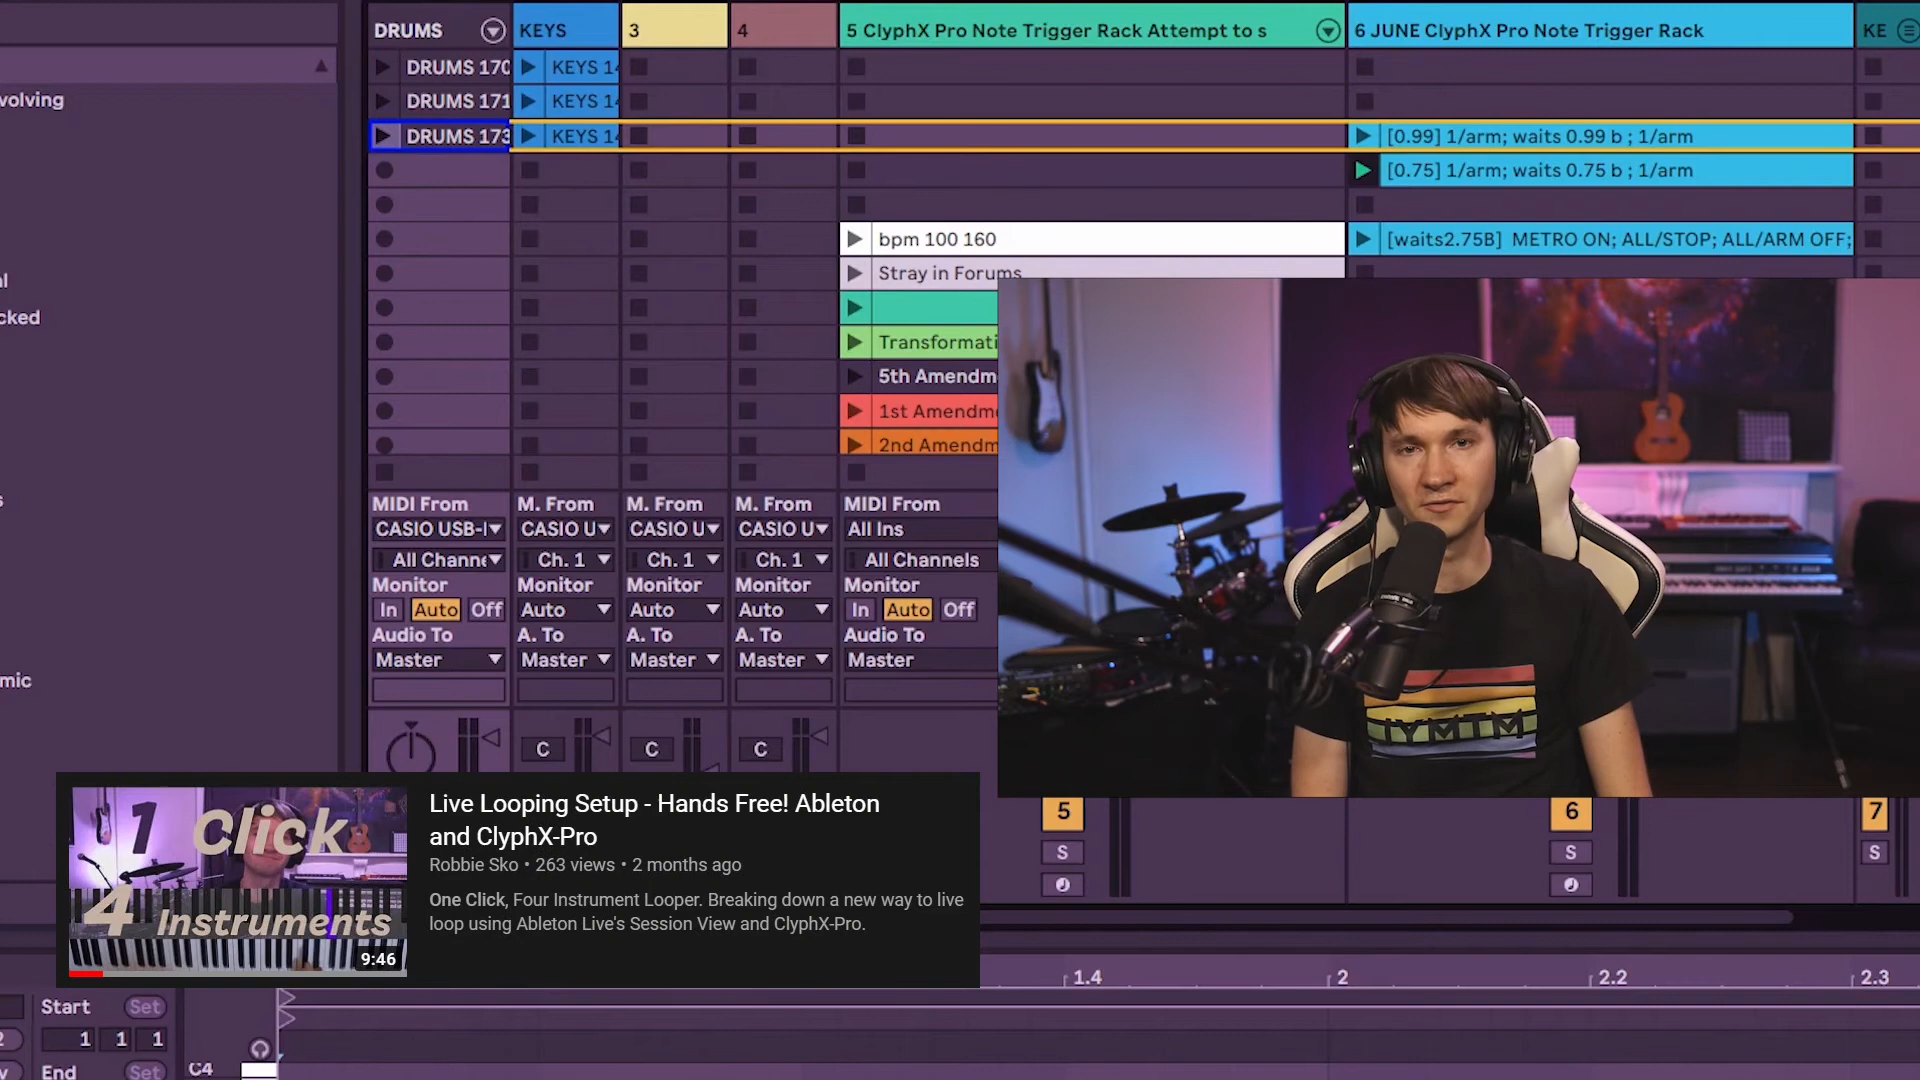 DRUMS
KEYS
3
4
5 ClyphX Pro Note Trigger Rack Attempt to s
6 JUNE ClyphX Pro Note Trigger Rack
KE
DRUMS 170
KEYS 14
volving
DRUMS 171
KEYS 14
DRUMS 173
KEYS 14
[0.99] 1/arm; waits 0.99 b ; 1/arm
[0.75] 1/arm; waits 0.75 b ; 1/arm
bpm 100 160
[waits2.75B] METRO ON; ALL/STOP; ALL/ARM OFF;
Stray in Forums
cked
Transformati
5th Amendm
1st Amendm
2nd Amendm
MIDI From
M. From
M. From
M. From
MIDI From
CASIO USB-
CASIO U
CASIO U
CASIO U
All Ins
All Channe
Ch. 1
Ch. 1
Ch. 1
All Channels
Monitor
Monitor
Monitor
Monitor
Monitor
In Auto Off
Auto
Auto
Auto
In Auto Off
Audio To
A. To
A. To
A. To
Audio To
Master
Master
Master
Master
Master
mic
C
C
C
IYMTM
1 Click
4 Instruments
9:46
Live Looping Setup - Hands Free! Ableton
and ClyphX-Pro
Robbie Sko • 263 views • 2 months ago
One Click, Four Instrument Looper. Breaking down a new way to live
loop using Ableton Live's Session View and ClyphX-Pro.
5
6
7
S
S
S
1.4
2
2.2
2.3
Start
Set
1 1 1
End
Set
C4